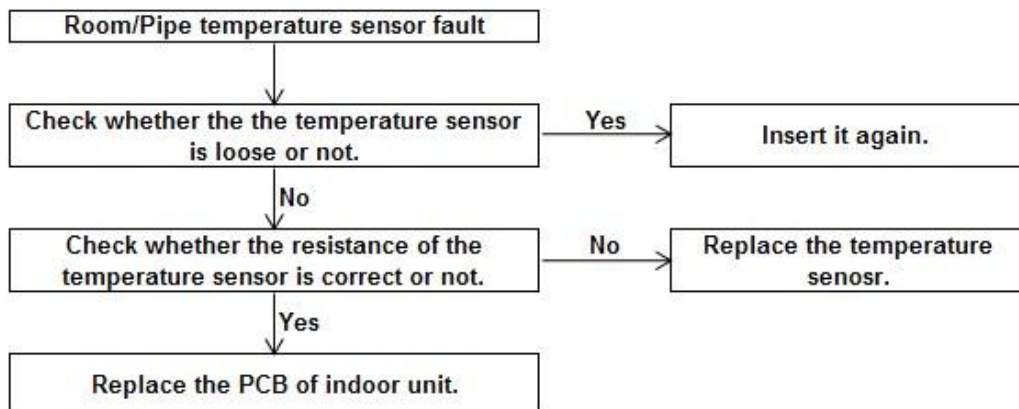 Room/Pipe temperature sensor fault
Check whether the the temperature sensor
is loose or not.
Yes
Insert it again.
No
Check whether the resistance of the
temperature sensor is correct or not.
No
Replace the temperature
senosr.
Yes
Replace the PCB of indoor unit.